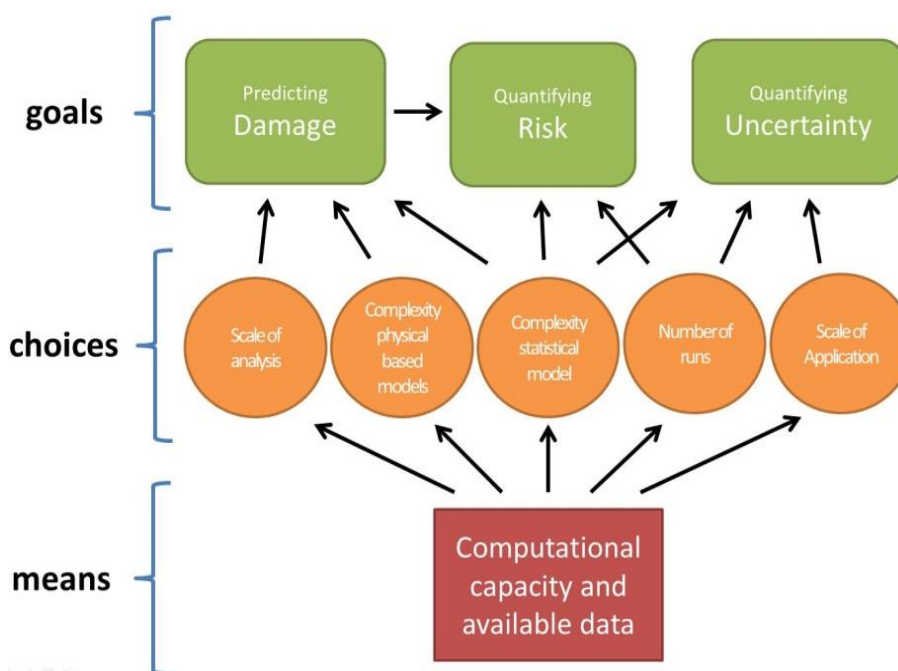 goals
Predicting
Damage
Quantifying
Risk
Quantifying
Uncertainty
choices
Scale of
analysis
Complexity
physical
based
models
Complexity
statistical
model
Number of
runs
Scale of
Application
means
Computational
capacity and
available data